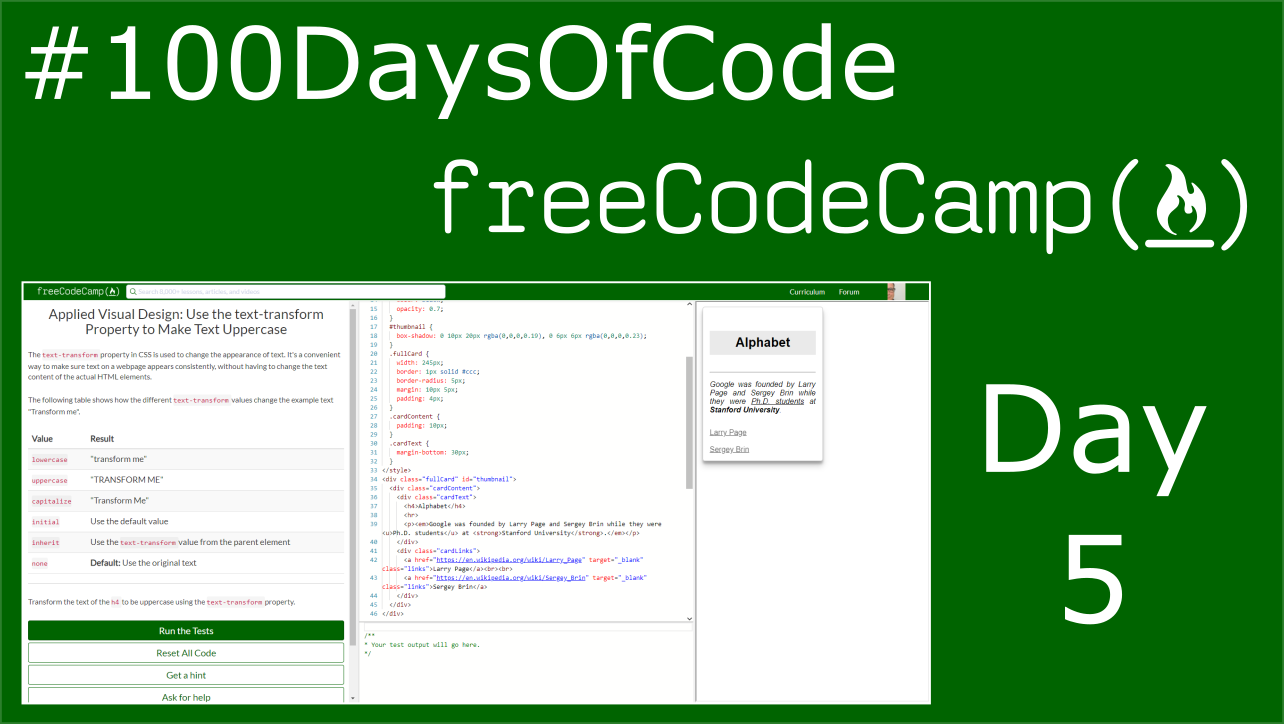 #100DaysOfCode
freeCodeCamp
freeCodeCamp
Search 8,000+ lessons, articles, and videos
Curriculum
Forum
Applied Visual Design: Use the text-transform
Property to Make Text Uppercase
The text-transform property in CSS is used to change the appearance of text. It's a convenient
way to make sure text on a webpage appears consistently, without having to change the text
content of the actual HTML elements.
The following table shows how the different text-transform values change the example text
"Transform me".
Value Result
lowercase "transform me"
uppercase "TRANSFORM ME"
capitalize "Transform Me"
initial Use the default value
inherit Use the text-transform value from the parent element
none Default: Use the original text
Transform the text of the h4 to be uppercase using the text-transform property.
Run the Tests
Reset All Code
Get a hint
Ask for help
15 opacity: 0.7;
16 }
17 #thumbnail {
18 box-shadow: 0 10px 20px rgba(0,0,0,0.19), 0 6px 6px rgba(0,0,0,0.23);
19 }
20 .fullCard {
21 width: 245px;
22 border: 1px solid #ccc;
23 border-radius: 5px;
24 margin: 10px 5px;
25 padding: 4px;
26 }
27 .cardContent {
28 padding: 10px;
29 }
30 .cardText {
31 margin-bottom: 30px;
32 }
33 </style>
34 <div class="fullCard" id="thumbnail">
35 <div class="cardContent">
36 <div class="cardText">
37 <h4>Alphabet</h4>
38 <hr>
39 <p><em>Google was founded by Larry Page and Sergey Brin while they were
<u>Ph.D. students</u> at <strong>Stanford University</strong>.</em></p>
40 </div>
41 <div class="cardLinks">
42 <a href="https://en.wikipedia.org/wiki/Larry_Page" target="_blank"
class="links">Larry Page</a><br><br>
43 <a href="https://en.wikipedia.org/wiki/Sergey_Brin" target="_blank"
class="links">Sergey Brin</a>
44 </div>
45 </div>
46 </div>
/**
* Your test output will go here.
*/
Alphabet
Google was founded by Larry
Page and Sergey Brin while
they were Ph.D. students at
Stanford University.
Larry Page
Sergey Brin
Day
5